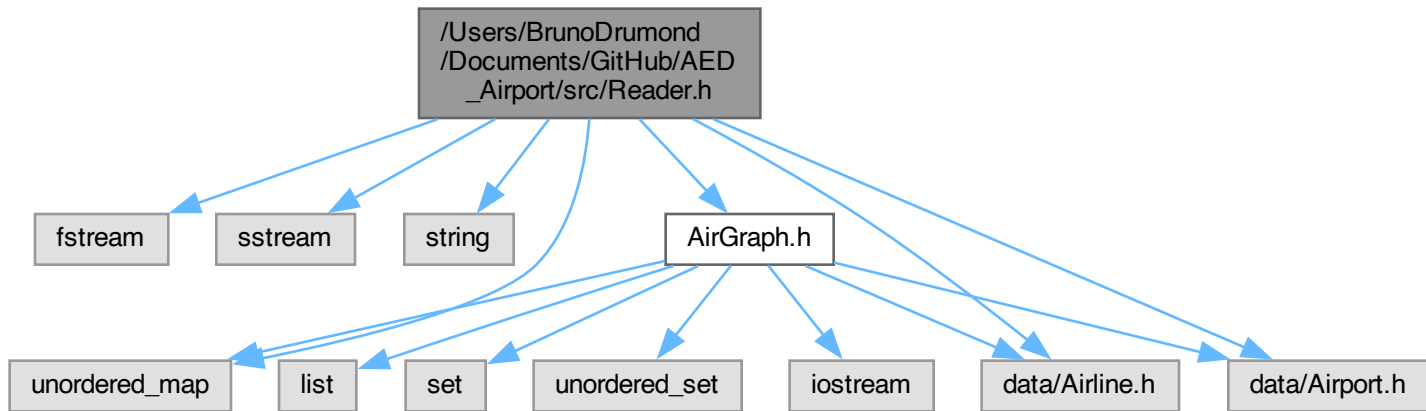 /Users/BrunoDrumond
/Documents/GitHub/AED
_Airport/src/Reader.h
fstream
sstream
string
AirGraph.h
unordered_map
list
set
unordered_set
iostream
data/Airline.h
data/Airport.h